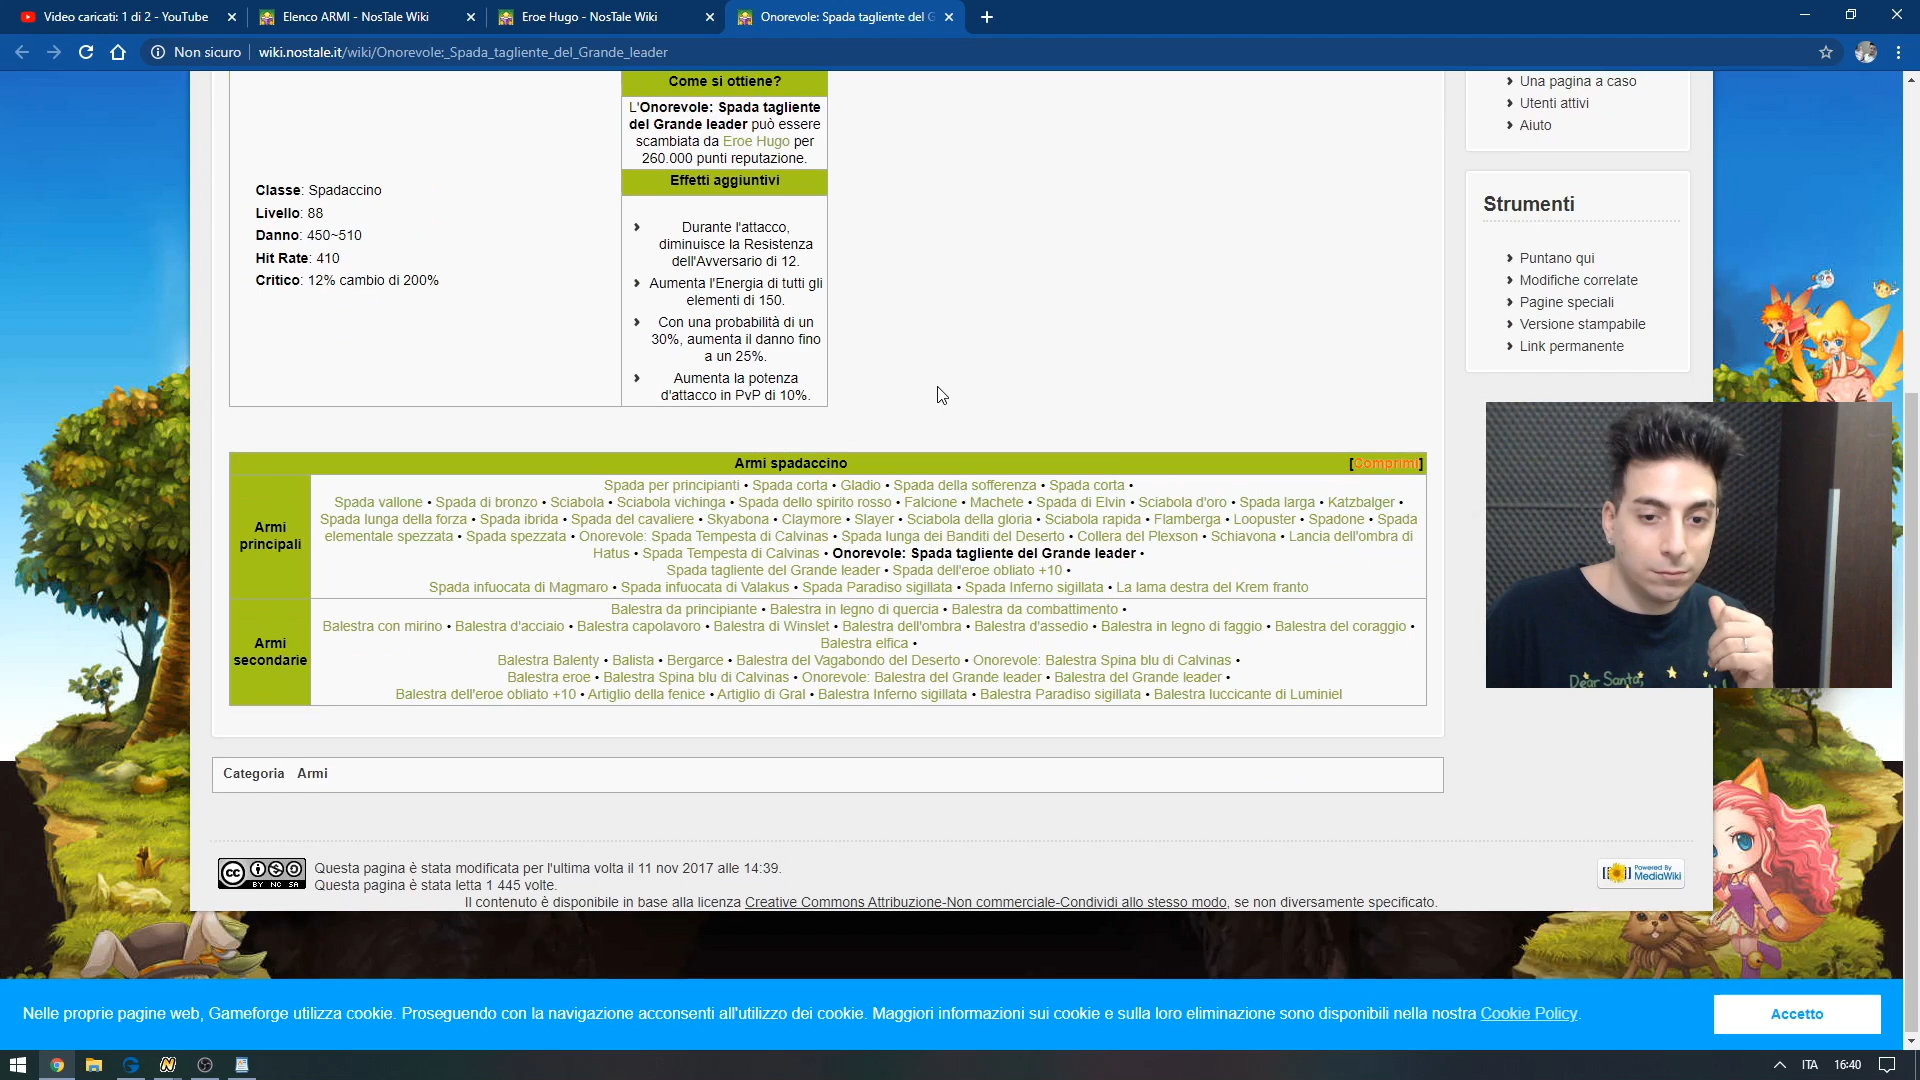 Video caricati: 1 di 2 - YouTube
Elenco ARMI - NosTale Wiki
Eroe Hugo - NosTale Wiki
Onorevole: Spada tagliente del G
Non sicuro
wiki.nostale.it/wiki/Onorevole:_Spada_tagliente_del_Grande_leader
Come si ottiene?
L'Onorevole: Spada tagliente
del Grande leader può essere
scambiata da Eroe Hugo per
260.000 punti reputazione.
Effetti aggiuntivi
Classe: Spadaccino
Livello: 88
Danno: 450~510
Hit Rate: 410
Critico: 12% cambio di 200%
Durante l'attacco,
diminuisce la Resistenza
dell'Avversario di 12.
Aumenta l'Energia di tutti gli
elementi di 150.
Con una probabilità di un
30%, aumenta il danno fino
a un 25%.
Aumenta la potenza
d'attacco in PvP di 10%.
Una pagina a caso
Utenti attivi
Aiuto
Strumenti
Puntano qui
Modifiche correlate
Pagine speciali
Versione stampabile
Link permanente
Armi spadaccino
[Comprimi]
Armi
principali
Spada per principianti • Spada corta • Gladio • Spada della sofferenza • Spada corta •
Spada vallone • Spada di bronzo • Sciabola • Sciabola vichinga • Spada dello spirito rosso • Falcione • Machete • Spada di Elvin • Sciabola d'oro • Spada larga • Katzbalger •
Spada lunga della forza • Spada ibrida • Spada del cavaliere • Skyabona • Claymore • Slayer • Sciabola della gloria • Sciabola rapida • Flamberga • Loopuster • Spadone • Spada
elementale spezzata • Spada spezzata • Onorevole: Spada Tempesta di Calvinas • Spada lunga dei Banditi del Deserto • Collera del Plexson • Schiavona • Lancia dell'ombra di
Hatus • Spada Tempesta di Calvinas • Onorevole: Spada tagliente del Grande leader •
Spada tagliente del Grande leader • Spada dell'eroe obliato +10 •
Spada infuocata di Magmaro • Spada infuocata di Valakus • Spada Paradiso sigillata • Spada Inferno sigillata • La lama destra del Krem franto
Armi
secondarie
Balestra da principiante • Balestra in legno di quercia • Balestra da combattimento •
Balestra con mirino • Balestra d'acciaio • Balestra capolavoro • Balestra di Winslet • Balestra dell'ombra • Balestra d'assedio • Balestra in legno di faggio • Balestra del coraggio •
Balestra elfica •
Balestra Balenty • Balista • Bergarce • Balestra del Vagabondo del Deserto • Onorevole: Balestra Spina blu di Calvinas •
Balestra eroe • Balestra Spina blu di Calvinas • Onorevole: Balestra del Grande leader • Balestra del Grande leader •
Balestra dell'eroe obliato +10 • Artiglio della fenice • Artiglio di Gral • Balestra Inferno sigillata • Balestra Paradiso sigillata • Balestra luccicante di Luminiel
Dear Santa,
Categoria Armi
cc BY NC SA
Questa pagina è stata modificata per l'ultima volta il 11 nov 2017 alle 14:39.
Questa pagina è stata letta 1 445 volte.
Il contenuto è disponibile in base alla licenza Creative Commons Attribuzione-Non commerciale-Condividi allo stesso modo, se non diversamente specificato.
Powered By
MediaWiki
Nelle proprie pagine web, Gameforge utilizza cookie. Proseguendo con la navigazione acconsenti all'utilizzo dei cookie. Maggiori informazioni sui cookie e sulla loro eliminazione sono disponibili nella nostra Cookie Policy.
Accetto
ITA
16:40